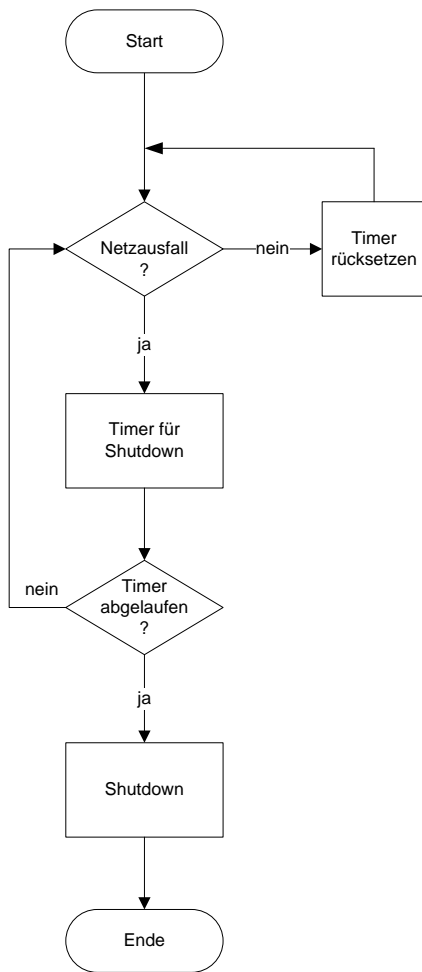 Start
Netzausfall
?
nein
Timer
rücksetzen
ja
Timer für
Shutdown
Timer
abgelaufen
?
nein
ja
Shutdown
Ende